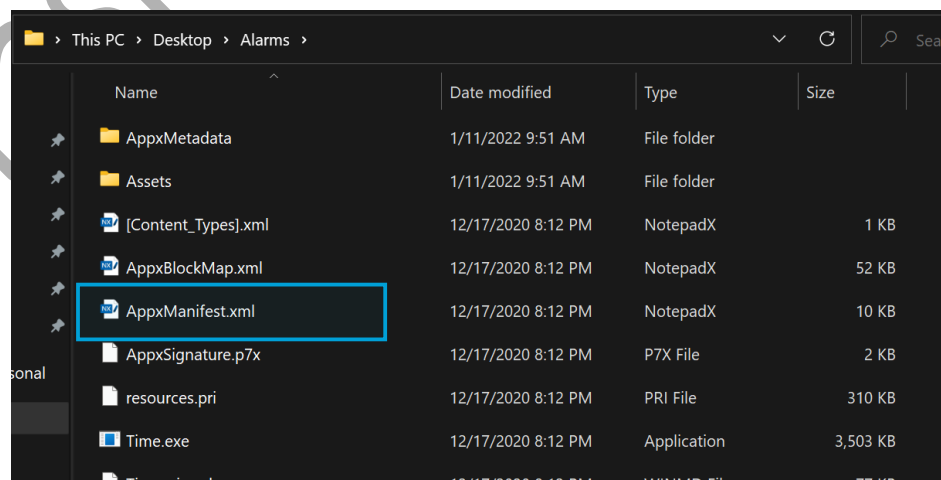 This PC > Desktop > Alarms >
Sea
Name Date modified Type Size
AppxMetadata 1/11/2022 9:51 AM File folder
Assets 1/11/2022 9:51 AM File folder
[Content_Types].xml 12/17/2020 8:12 PM NotepadX 1 KB
AppxBlockMap.xml 12/17/2020 8:12 PM NotepadX 52 KB
AppxManifest.xml 12/17/2020 8:12 PM NotepadX 10 KB
AppxSignature.p7x 12/17/2020 8:12 PM P7X File 2 KB
sonal
resources.pri 12/17/2020 8:12 PM PRI File 310 KB
Time.exe 12/17/2020 8:12 PM Application 3,503 KB